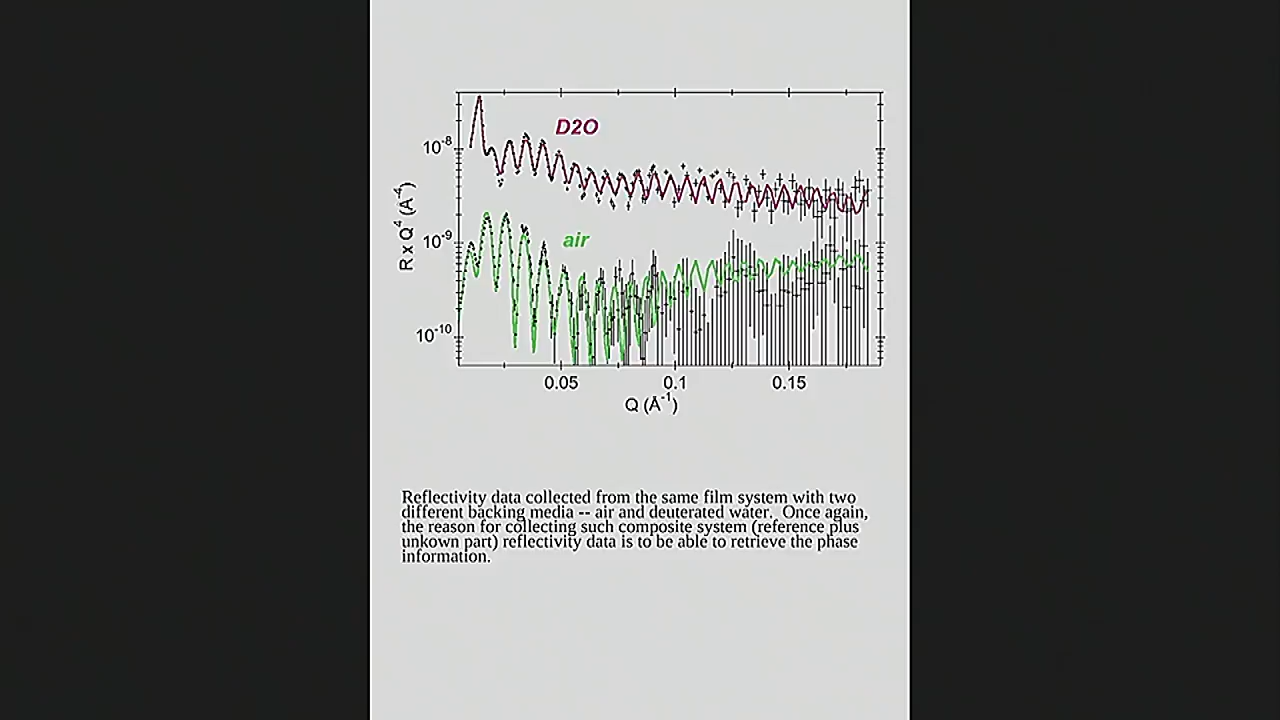 D2O
10-8
air
10-9
10-10
R x Q4 (Å-4)
0.05 0.1 0.15
Q (Å-1)
Reflectivity data collected from the same film system with two
different backing media -- air and deuterated water. Once again,
the reason for collecting such composite system (reference plus
unkown part) reflectivity data is to be able to retrieve the phase
information.